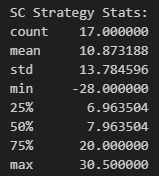 SC Strategy Stats:
count 17.000000
mean 10.873188
std 13.784596
min -28.000000
25% 6.963504
50% 7.963504
75% 20.000000
max 30.500000